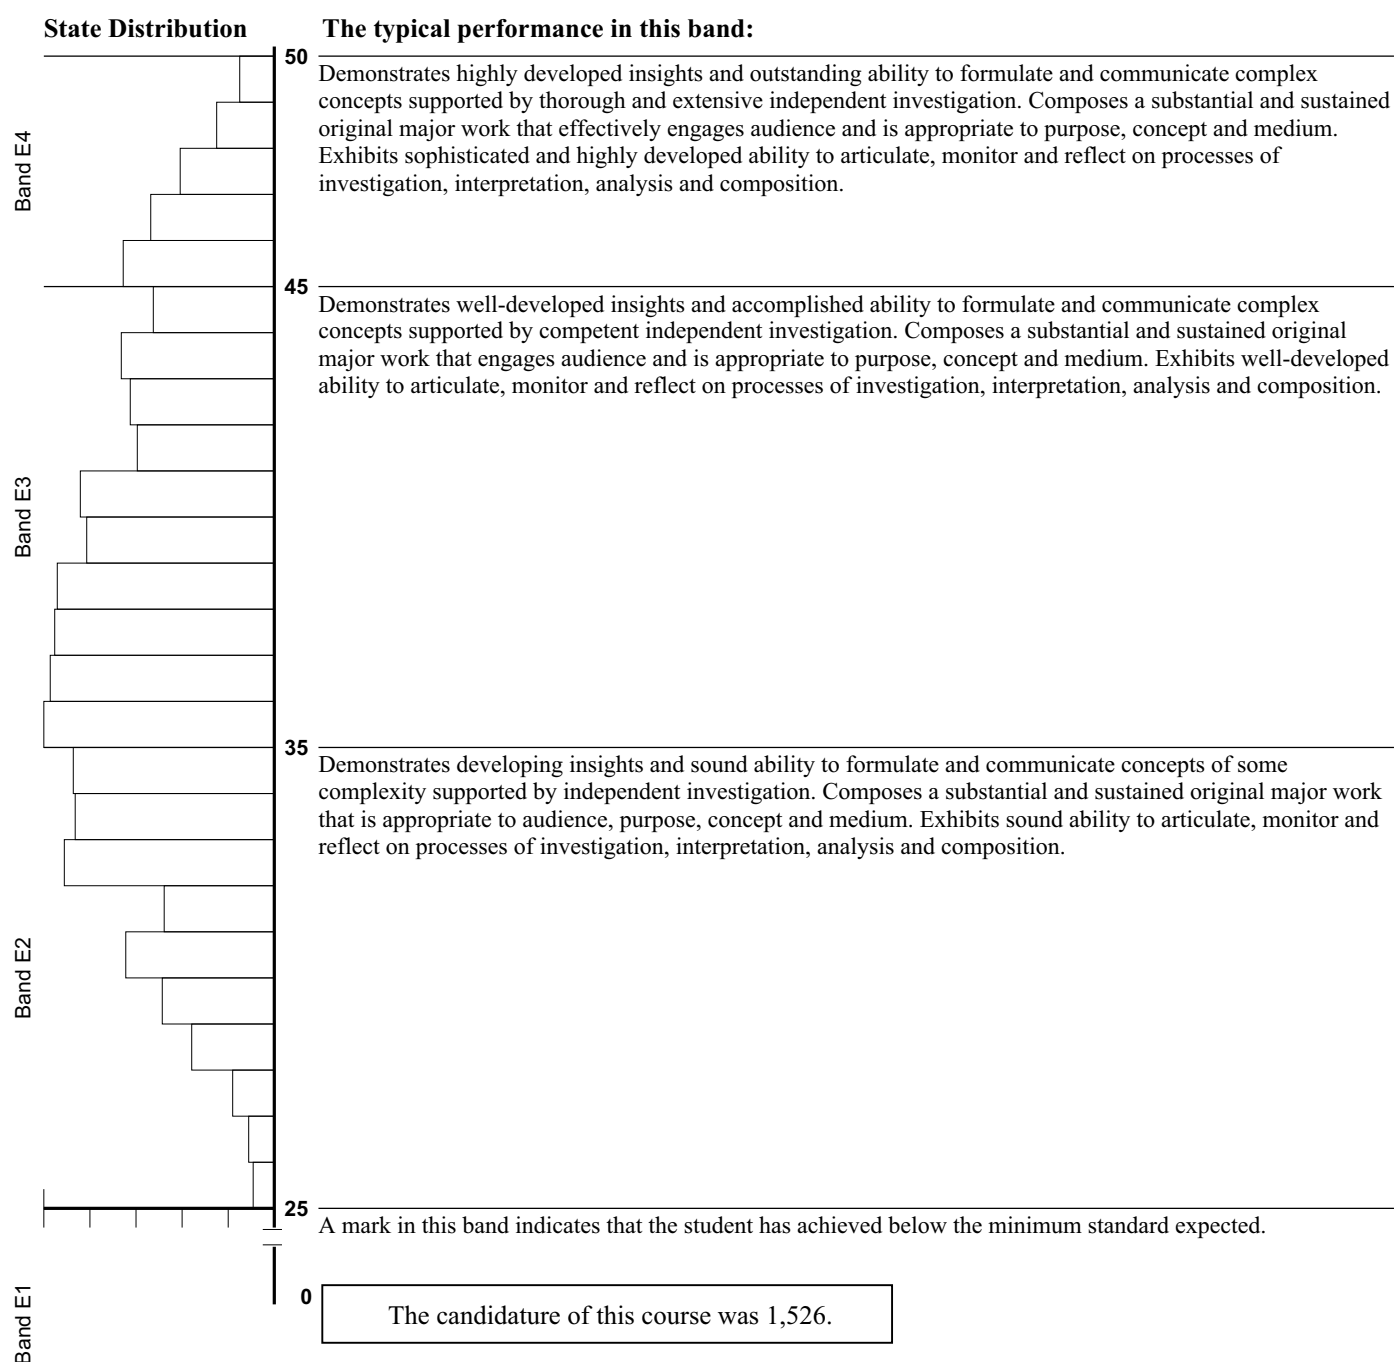 State Distribution
The typical performance in this band:
50
Demonstrates highly developed insights and outstanding ability to formulate and communicate complex
concepts supported by thorough and extensive independent investigation. Composes a substantial and sustained
original major work that effectively engages audience and is appropriate to purpose, concept and medium.
Exhibits sophisticated and highly developed ability to articulate, monitor and reflect on processes of
investigation, interpretation, analysis and composition.
Band E4
45
Demonstrates well-developed insights and accomplished ability to formulate and communicate complex
concepts supported by competent independent investigation. Composes a substantial and sustained original
major work that engages audience and is appropriate to purpose, concept and medium. Exhibits well-developed
ability to articulate, monitor and reflect on processes of investigation, interpretation, analysis and composition.
Band E3
35
Demonstrates developing insights and sound ability to formulate and communicate concepts of some
complexity supported by independent investigation. Composes a substantial and sustained original major work
that is appropriate to audience, purpose, concept and medium. Exhibits sound ability to articulate, monitor and
reflect on processes of investigation, interpretation, analysis and composition.
Band E2
25
A mark in this band indicates that the student has achieved below the minimum standard expected.
0
The candidature of this course was 1,526.
Band E1